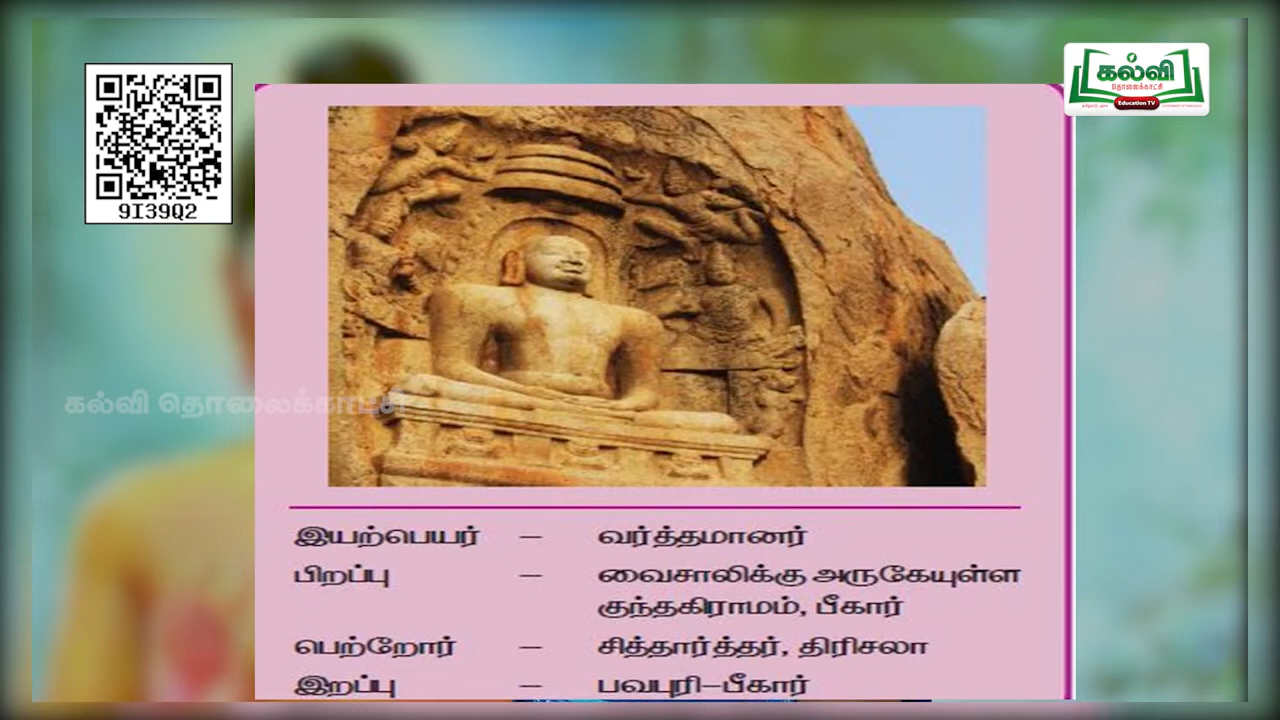 கல்வி
தொலைக்காட்சி
Education TV
9I39Q2
கல்வி தொலைக்காட்சி
இயற்பெயர் – வர்த்தமானர்
பிறப்பு – வைசாலிக்கு அருகேயுள்ள
குந்தகிராமம், பீகார்
பெற்றோர் – சித்தார்த்தர், திரிசலா
இறப்பு – பவபுரி–பீகார்